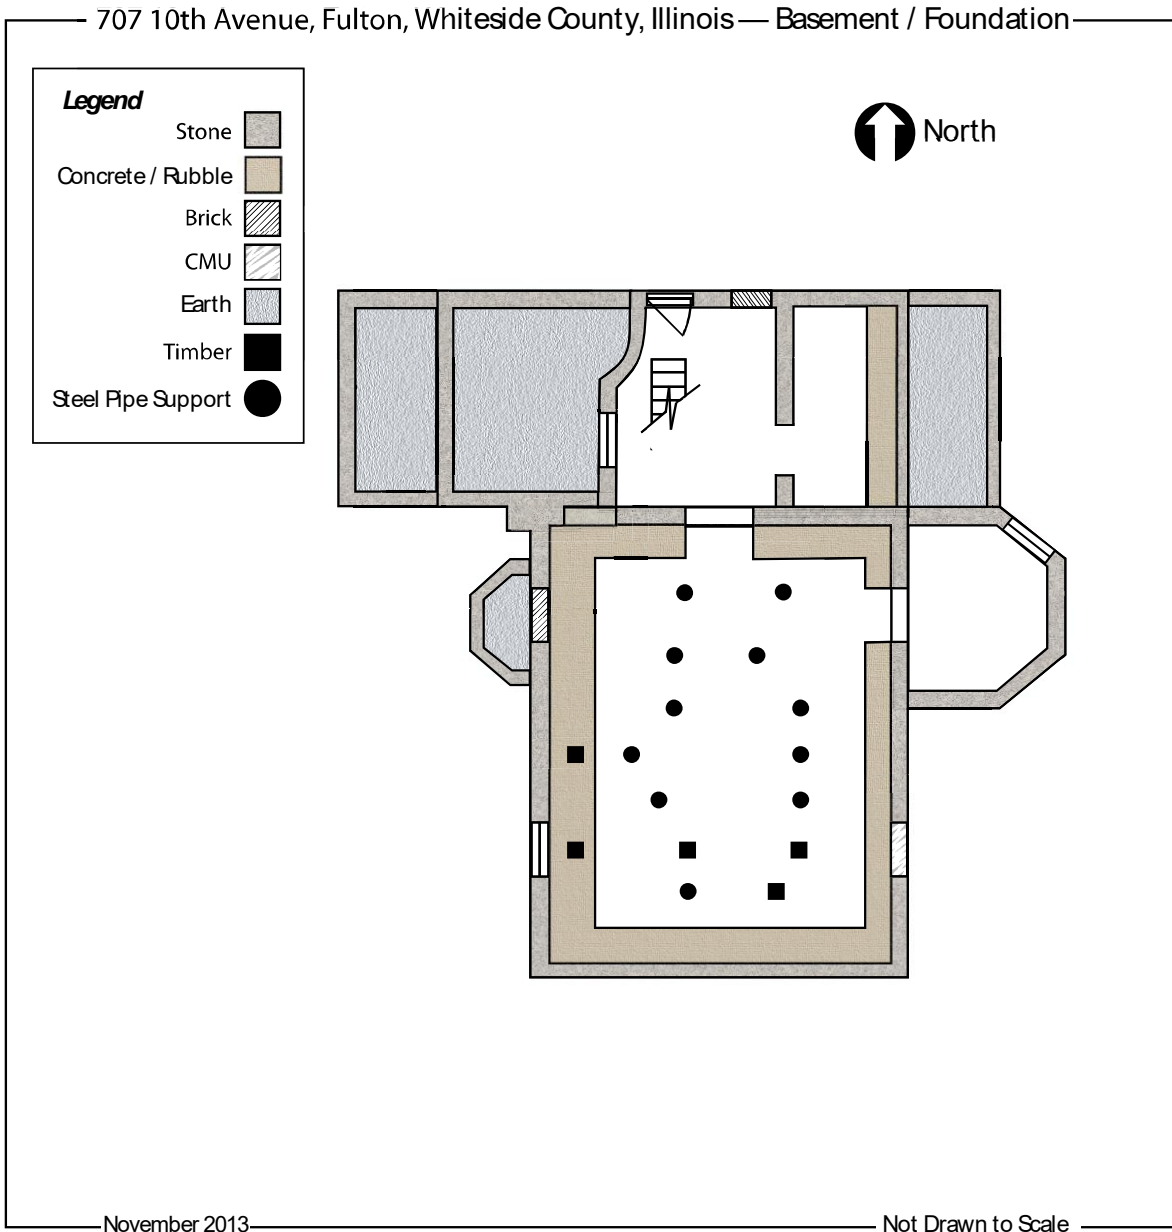 707 10th Avenue, Fulton, Whiteside County, Illinois — Basement / Foundation
Legend
Stone
Concrete / Rubble
Brick
CMU
Earth
Timber
Steel Pipe Support
North
November 2013
Not Drawn to Scale